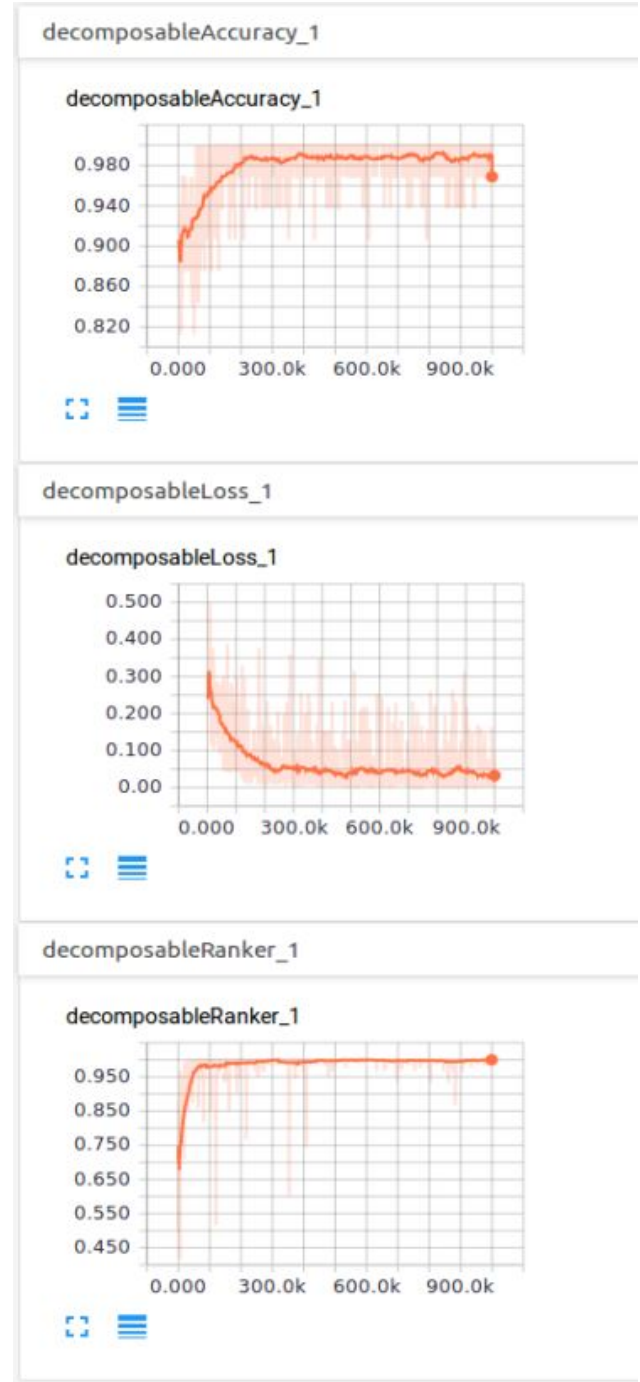 decomposableAccuracy_1
decomposableAccuracy_1
0.980
0.940
0.900
0.860
0.820
0.000 300.0k 600.0k 900.0k
decomposableLoss_1
decomposableLoss_1
0.500
0.400
0.300
0.200
0.100
0.00
0.000 300.0k 600.0k 900.0k
decomposableRanker_1
decomposableRanker_1
0.950
0.850
0.750
0.650
0.550
0.450
0.000 300.0k 600.0k 900.0k